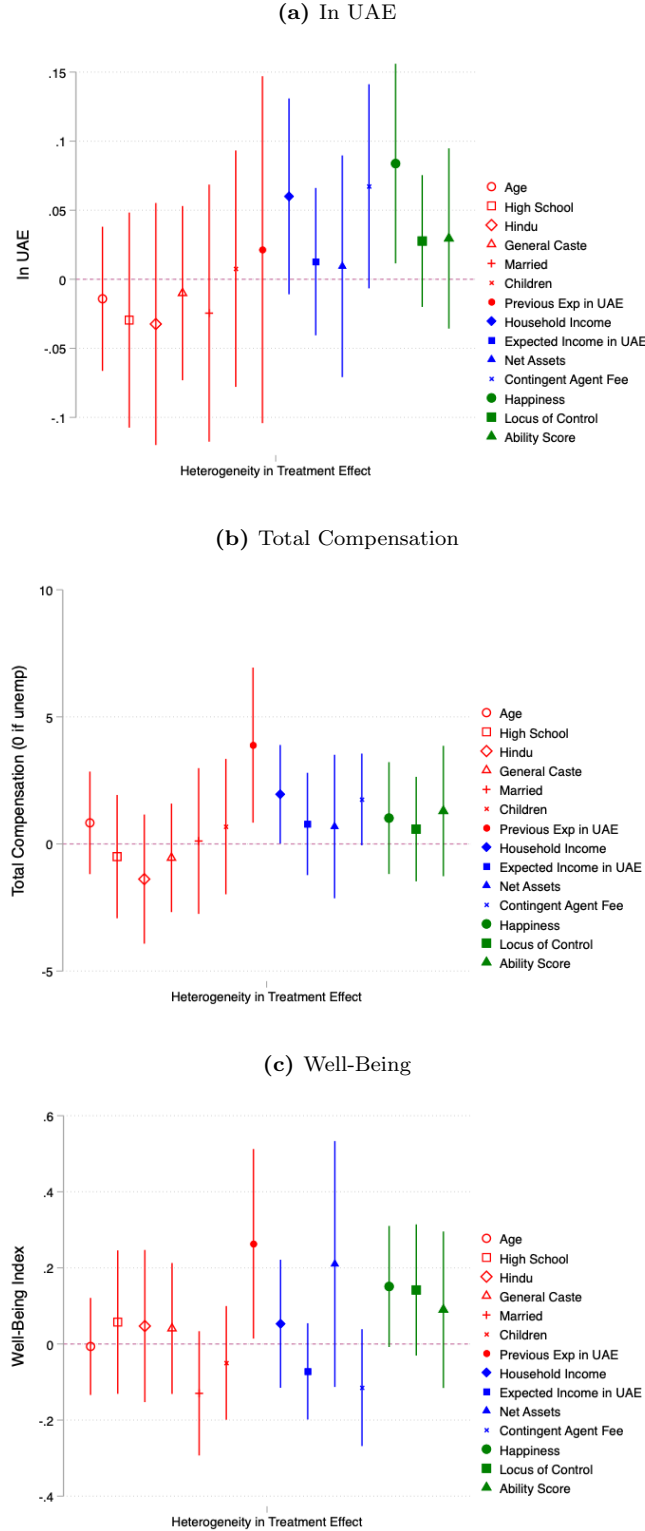 (a) In UAE
.15
.1
.05
0
-.05
-.1
In UAE
Heterogeneity in Treatment Effect
Age
High School
Hindu
General Caste
Married
Children
Previous Exp in UAE
Household Income
Expected Income in UAE
Net Assets
Contingent Agent Fee
Happiness
Locus of Control
Ability Score
(b) Total Compensation
10
5
0
-5
Total Compensation (0 if unemp)
Heterogeneity in Treatment Effect
Age
High School
Hindu
General Caste
Married
Children
Previous Exp in UAE
Household Income
Expected Income in UAE
Net Assets
Contingent Agent Fee
Happiness
Locus of Control
Ability Score
(c) Well-Being
.6
.4
.2
0
-.2
-.4
Well-Being Index
Heterogeneity in Treatment Effect
Age
High School
Hindu
General Caste
Married
Children
Previous Exp in UAE
Household Income
Expected Income in UAE
Net Assets
Contingent Agent Fee
Happiness
Locus of Control
Ability Score